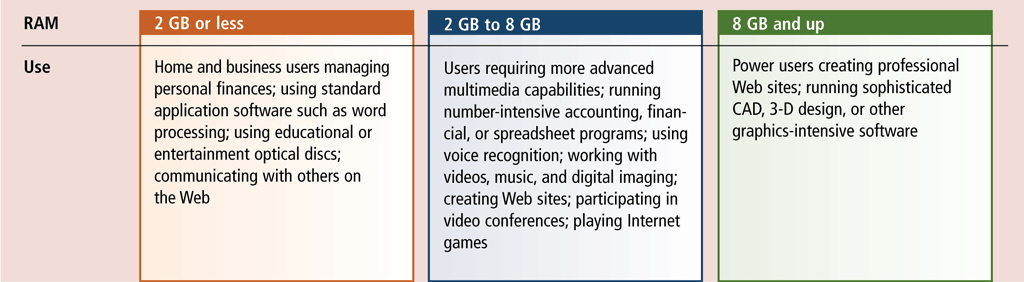 RAM
2 GB or less
2 GB to 8 GB
8 GB and up
Use
Home and business users managing
personal finances; using standard
application software such as word
processing; using educational or
entertainment optical discs;
communicating with others on
the Web
Users requiring more advanced
multimedia capabilities; running
number-intensive accounting, finan-
cial, or spreadsheet programs; using
voice recognition; working with
videos, music, and digital imaging;
creating Web sites; participating in
video conferences; playing Internet
games
Power users creating professional
Web sites; running sophisticated
CAD, 3-D design, or other
graphics-intensive software